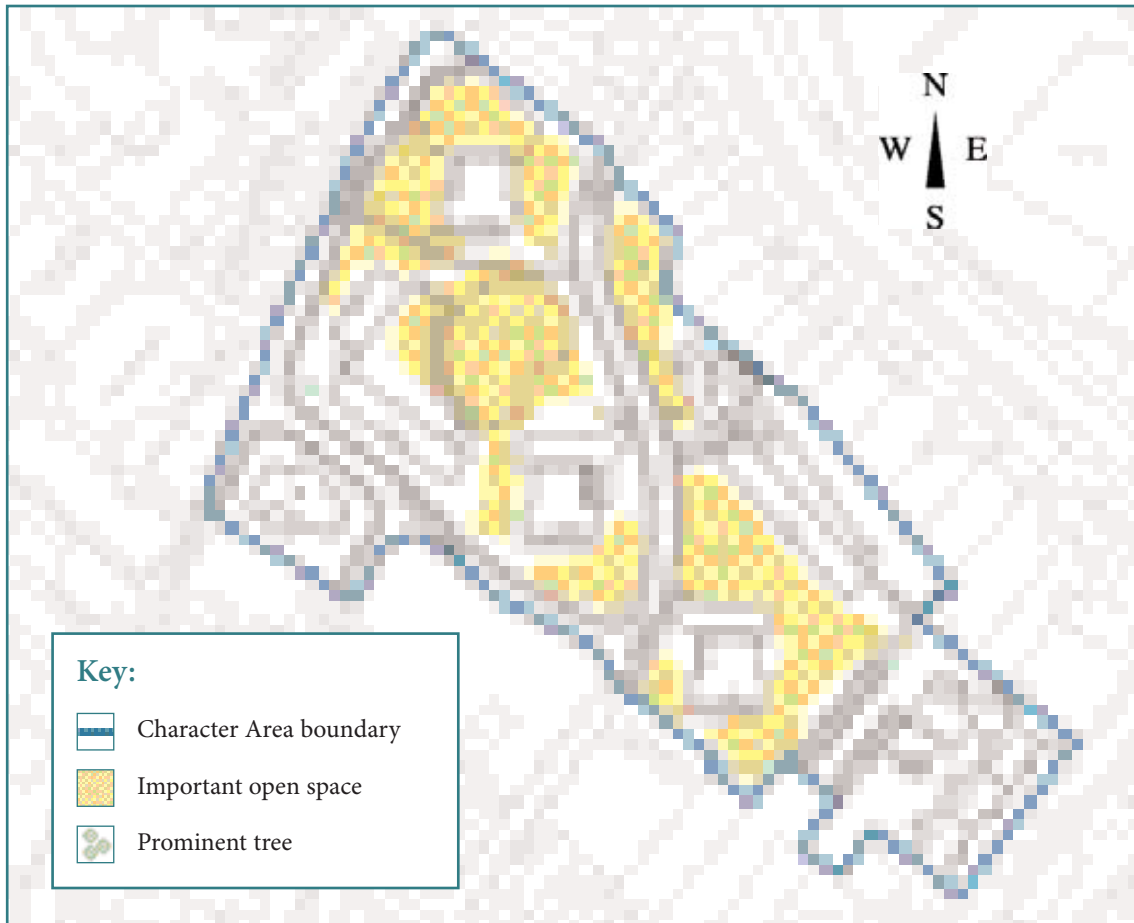 N
W E
S
Key:
Character Area boundary
Important open space
Prominent tree